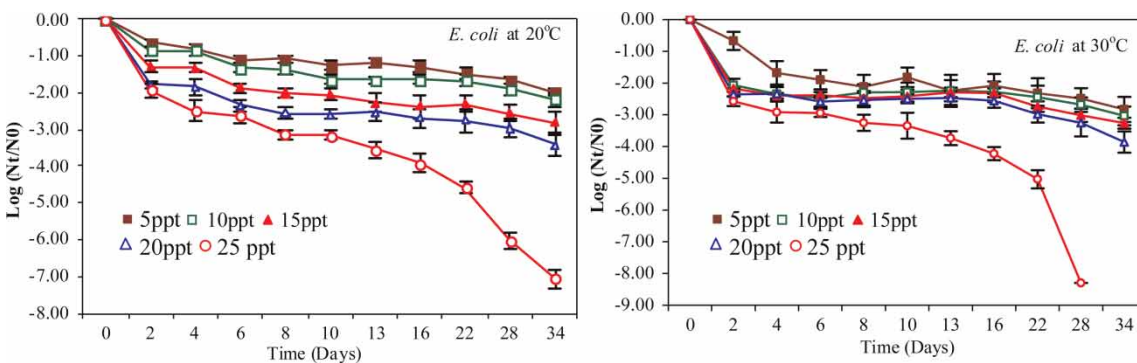 0.00
-1.00
-2.00
-3.00
-4.00
-5.00
-6.00
-7.00
-8.00
Log (Nt/N0)
E. coli at 20°C
5ppt 10ppt 15ppt
20ppt 25 ppt
0 2 4 6 8 10 13 16 22 28 34
Time (Days)
0.00
-1.00
-2.00
-3.00
-4.00
-5.00
-6.00
-7.00
-8.00
-9.00
Log (Nt/N0)
E. coli at 30°C
5ppt 10ppt 15ppt
20ppt 25 ppt
0 2 4 6 8 10 13 16 22 28 34
Time (Days)